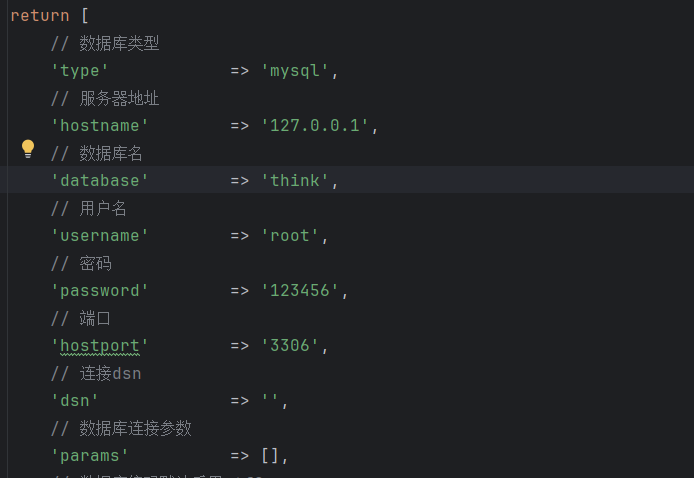 return [
// 数据库类型
'type' => 'mysql',
// 服务器地址
'hostname' => '127.0.0.1',
// 数据库名
'database' => 'think',
// 用户名
'username' => 'root',
// 密码
'password' => '123456',
// 端口
'hostport' => '3306',
// 连接dsn
'dsn' => '',
// 数据库连接参数
'params' => [],